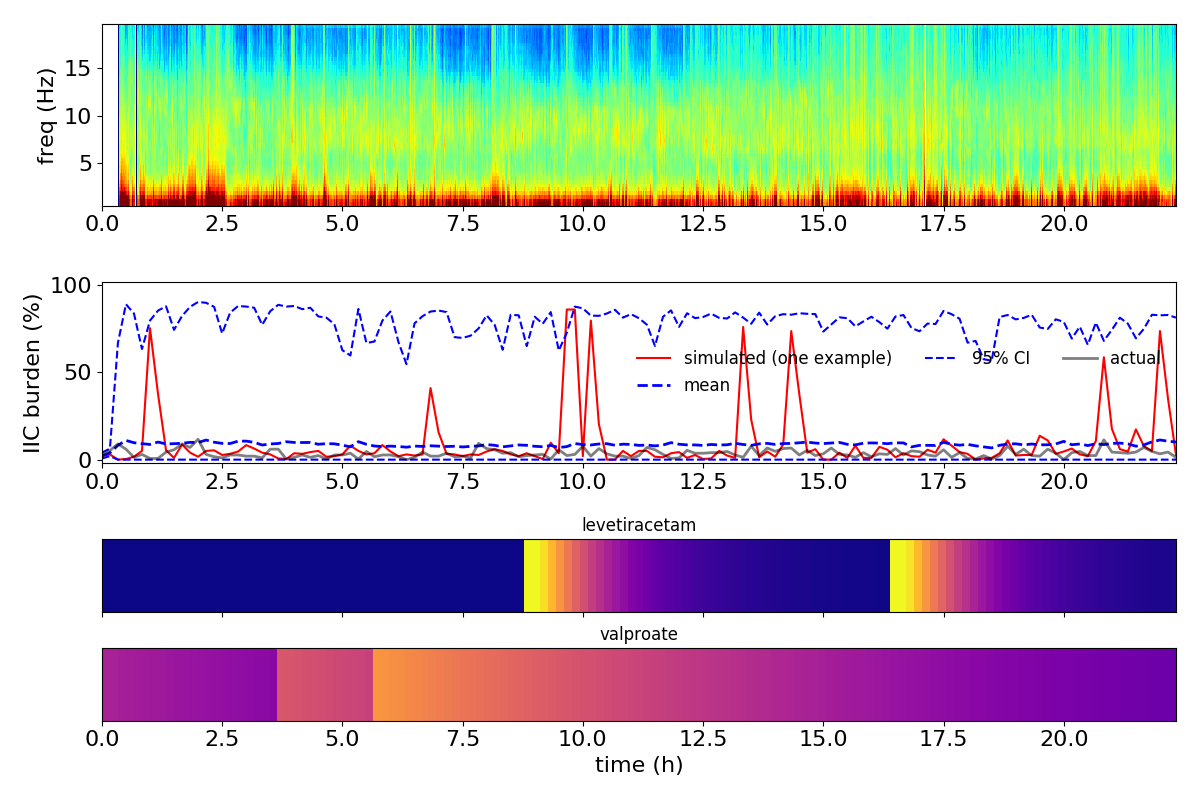 freq (Hz)
15
10
5
0.0 2.5 5.0 7.5 10.0 12.5 15.0 17.5 20.0
IIC burden (%)
100
50
0
simulated (one example) 95% CI actual
mean
0.0 2.5 5.0 7.5 10.0 12.5 15.0 17.5 20.0
levetiracetam
valproate
0.0 2.5 5.0 7.5 10.0 12.5 15.0 17.5 20.0
time (h)